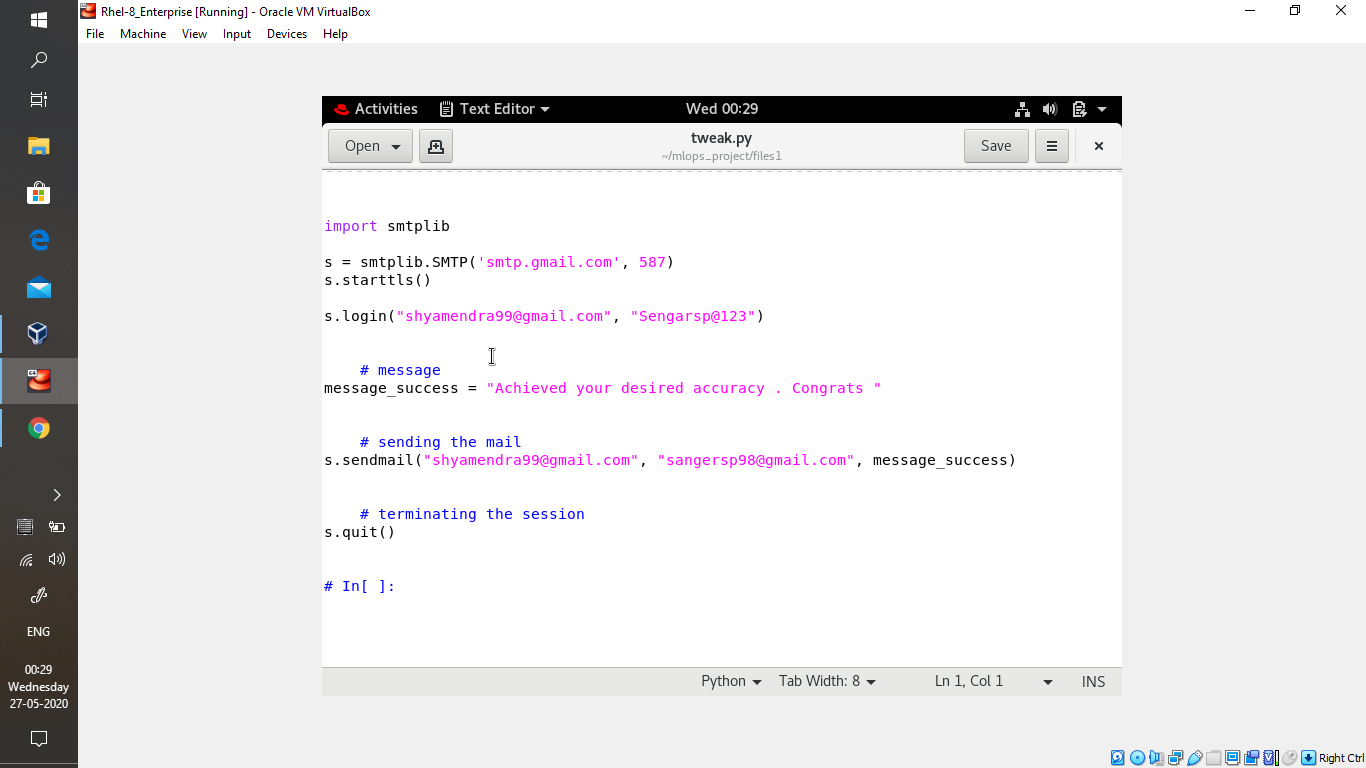 Rhel-8_Enterprise [Running] - Oracle VM VirtualBox
File Machine View Input Devices Help
Activities Text Editor Wed 00:29
Open tweak.py Save
~/mlops_project/files1
import smtplib
s = smtplib.SMTP('smtp.gmail.com', 587)
s.starttls()
s.login("shyamendra99@gmail.com", "Sengarsp@123")
# message
message_success = "Achieved your desired accuracy . Congrats "
# sending the mail
s.sendmail("shyamendra99@gmail.com", "sangersp98@gmail.com", message_success)
# terminating the session
s.quit()
# In[ ]:
Python Tab Width: 8 Ln 1, Col 1 INS
ENG
00:29
Wednesday
27-05-2020
Right Ctrl